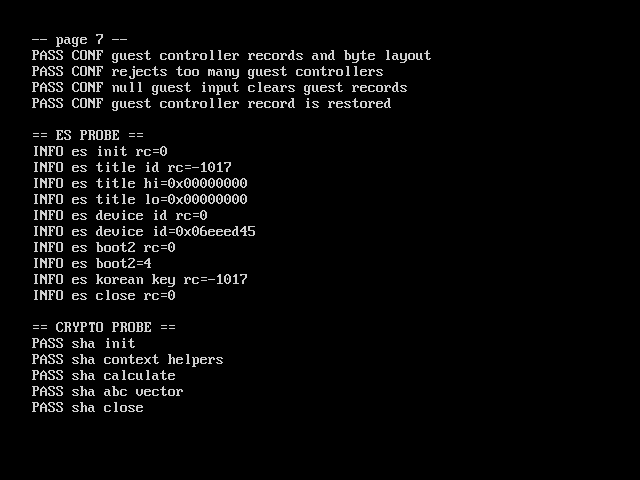 -- page 7 --
PASS CONF guest controller records and byte layout
PASS CONF rejects too many guest controllers
PASS CONF null guest input clears guest records
PASS CONF guest controller record is restored
== ES PROBE ==
INFO es init rc=0
INFO es title id rc=-1017
INFO es title hi=0x00000000
INFO es title lo=0x00000000
INFO es device id rc=0
INFO es device id=0x06eeed45
INFO es boot2 rc=0
INFO es boot2=4
INFO es korean key rc=-1017
INFO es close rc=0
== CRYPTO PROBE ==
PASS sha init
PASS sha context helpers
PASS sha calculate
PASS sha abc vector
PASS sha close